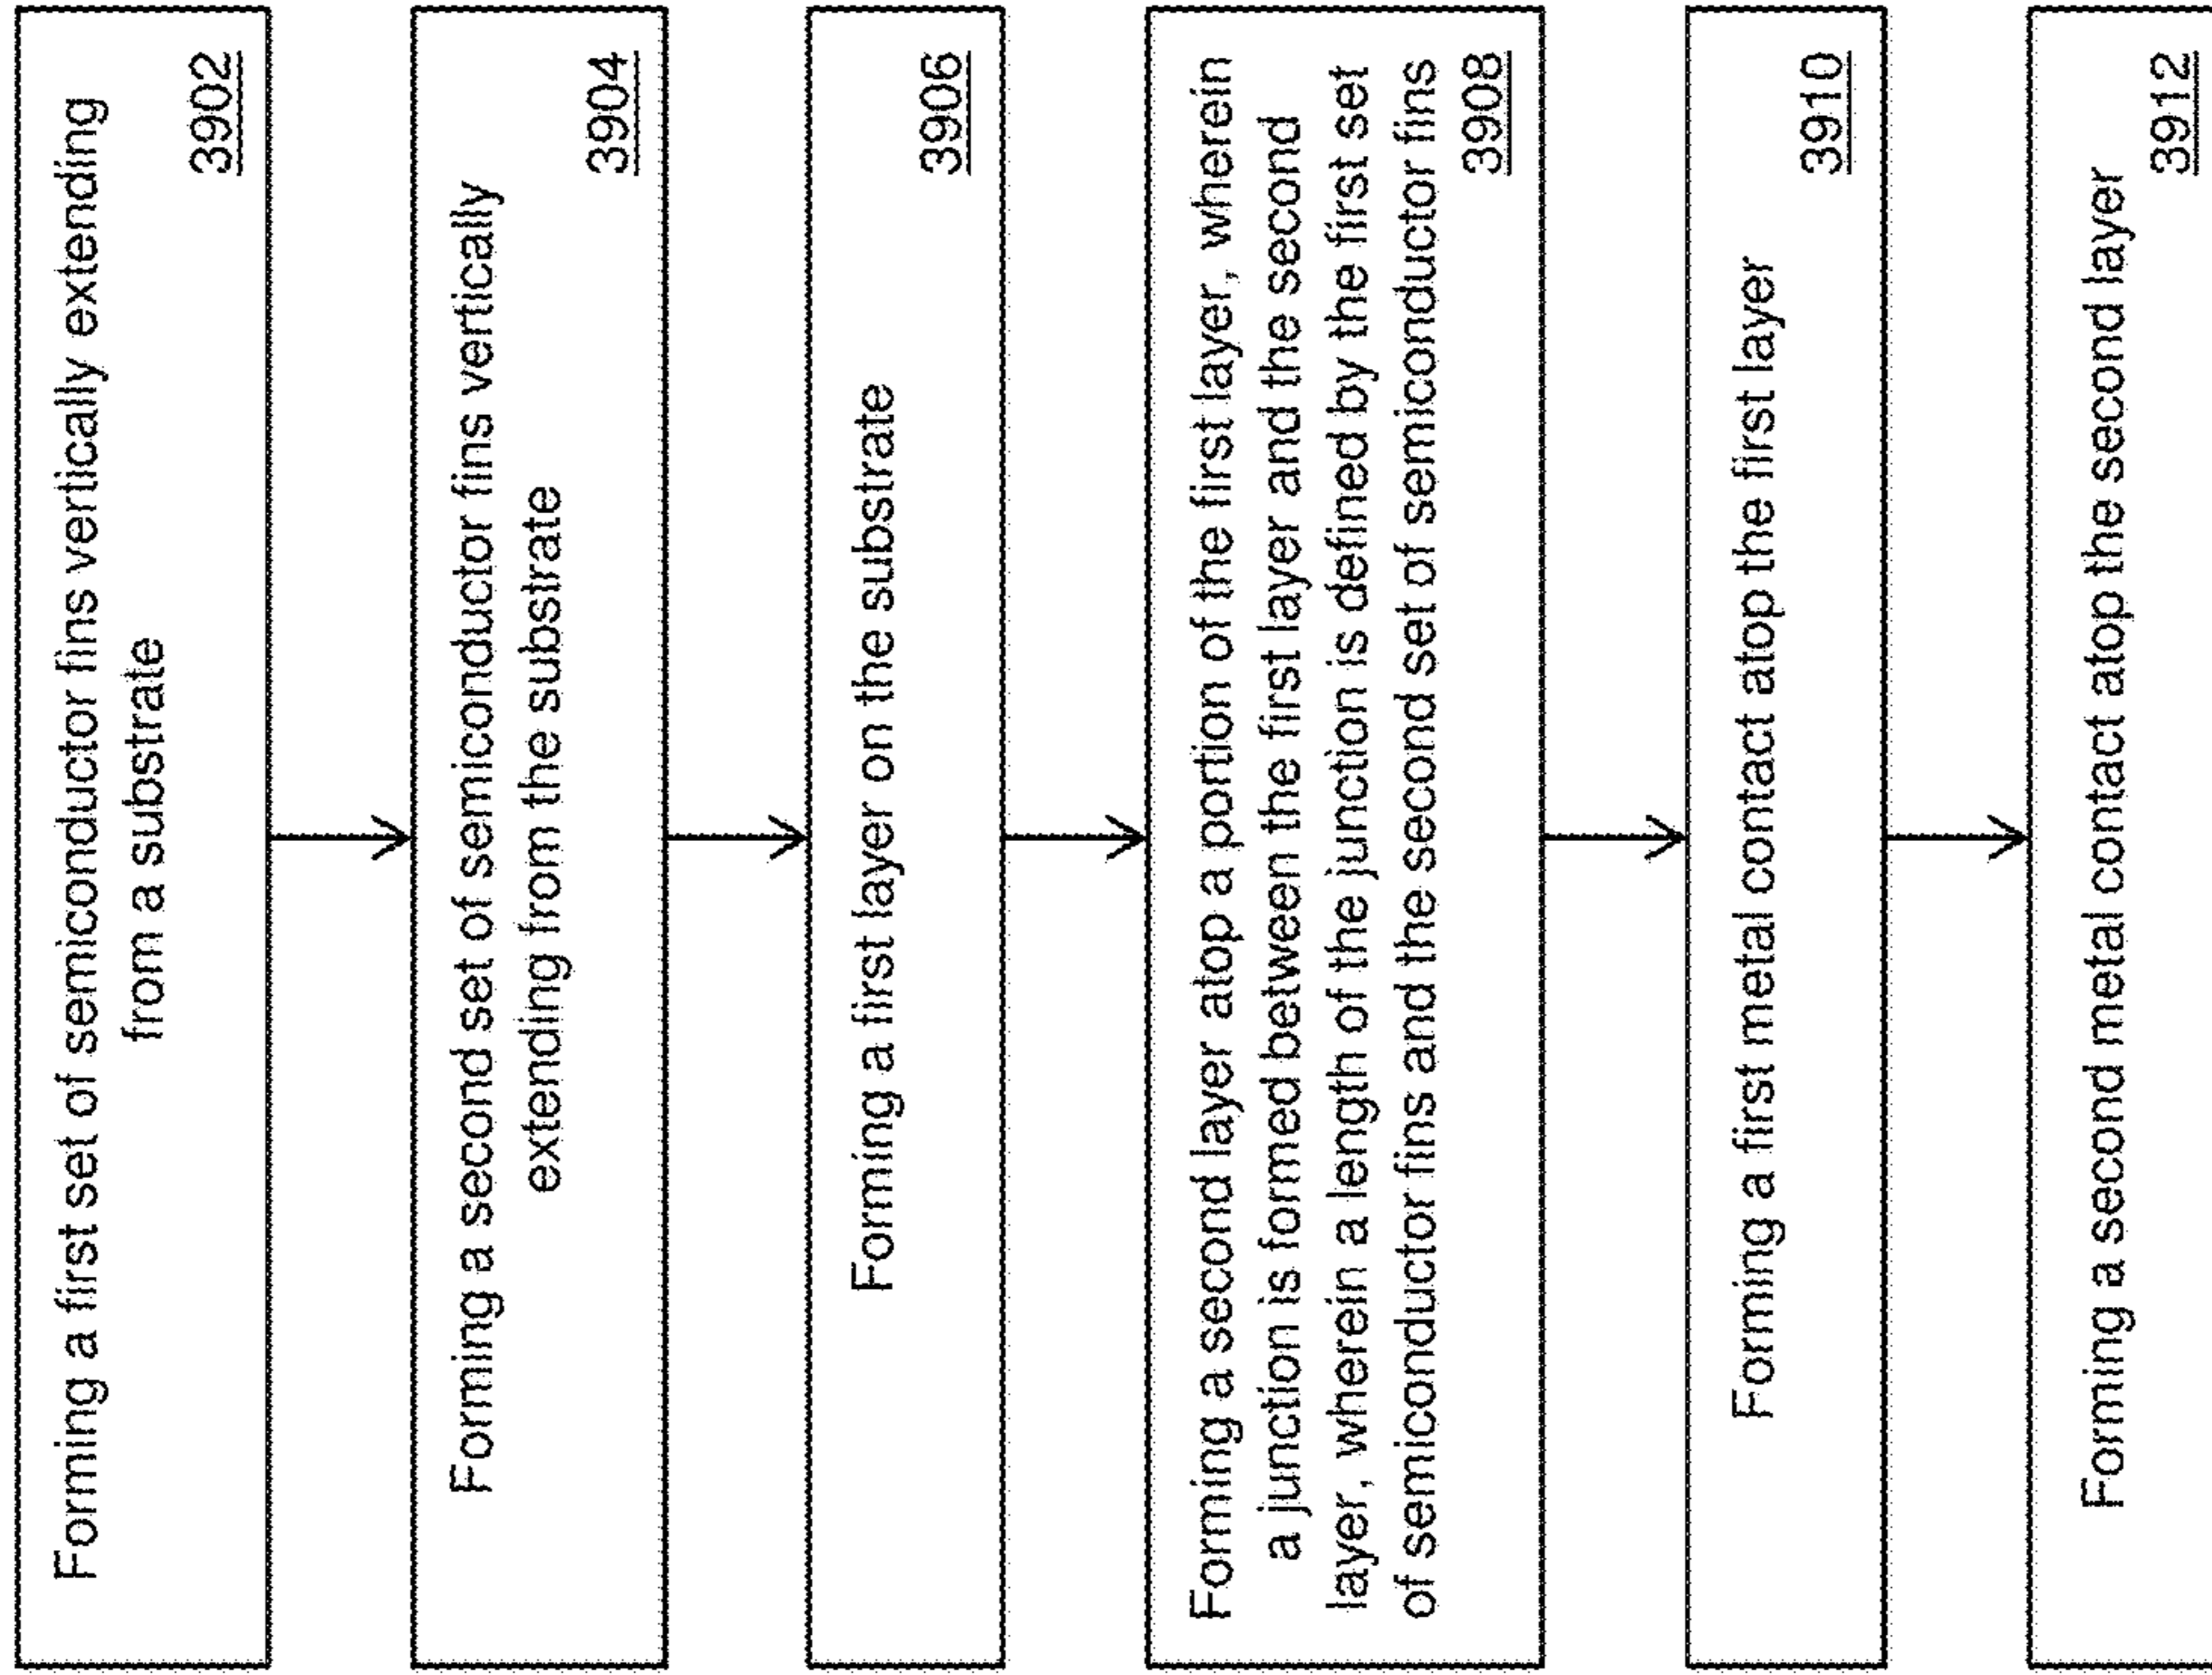 Forming a first set of semiconductor fins vertically extending
from a substrate
3902
Forming a second set of semiconductor fins vertically
extending from the substrate
3904
Forming a first layer on the substrate
3906
Forming a second layer atop a portion of the first layer, wherein
a junction is formed between the first layer and the second
layer, wherein a length of the junction is defined by the first set
of semiconductor fins and the second set of semiconductor fins
3908
Forming a first metal contact atop the first layer
3910
Forming a second metal contact atop the second layer
3912